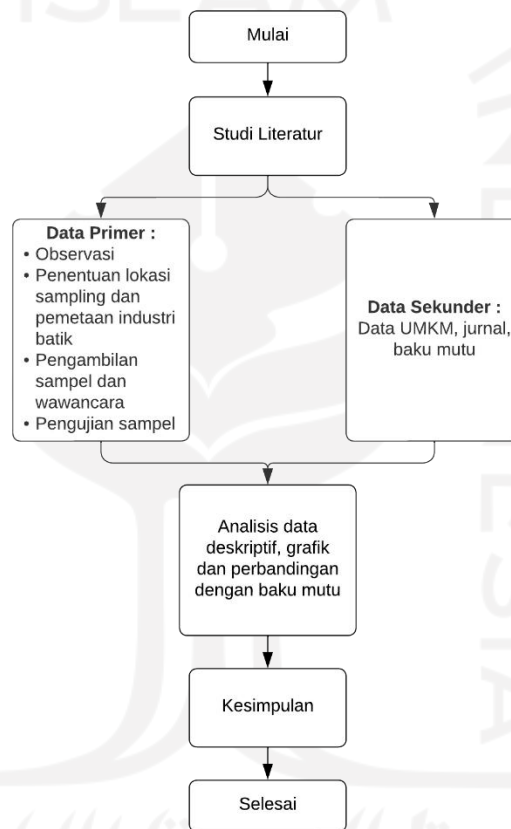 Mulai
Studi Literatur
Data Primer :
• Observasi
• Penentuan lokasi
sampling dan
pemetaan industri
batik
• Pengambilan
sampel dan
wawancara
• Pengujian sampel
Data Sekunder :
Data UMKM, jurnal,
baku mutu
Analisis data
deskriptif, grafik
dan perbandingan
dengan baku mutu
Kesimpulan
Selesai
ISLAM